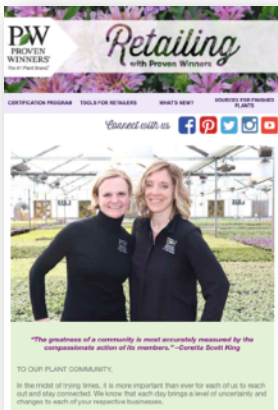 PW
PROVEN
WINNERS®
The #1 Plant Brand®
Retailing
with Proven Winners
CERTIFICATION PROGRAM TOOLS FOR RETAILERS WHAT'S NEW? SOURCES FOR FINISHED
PLANTS
Connect with us
"The greatness of a community is most accurately measured by the
compassionate action of its members." ~Coretta Scott King
TO OUR PLANT COMMUNITY,
In the midst of trying times, it is more important than ever for each of us to reach
out and stay connected. We know that each day brings a level of uncertainty and
changes to each of your respective businesses.